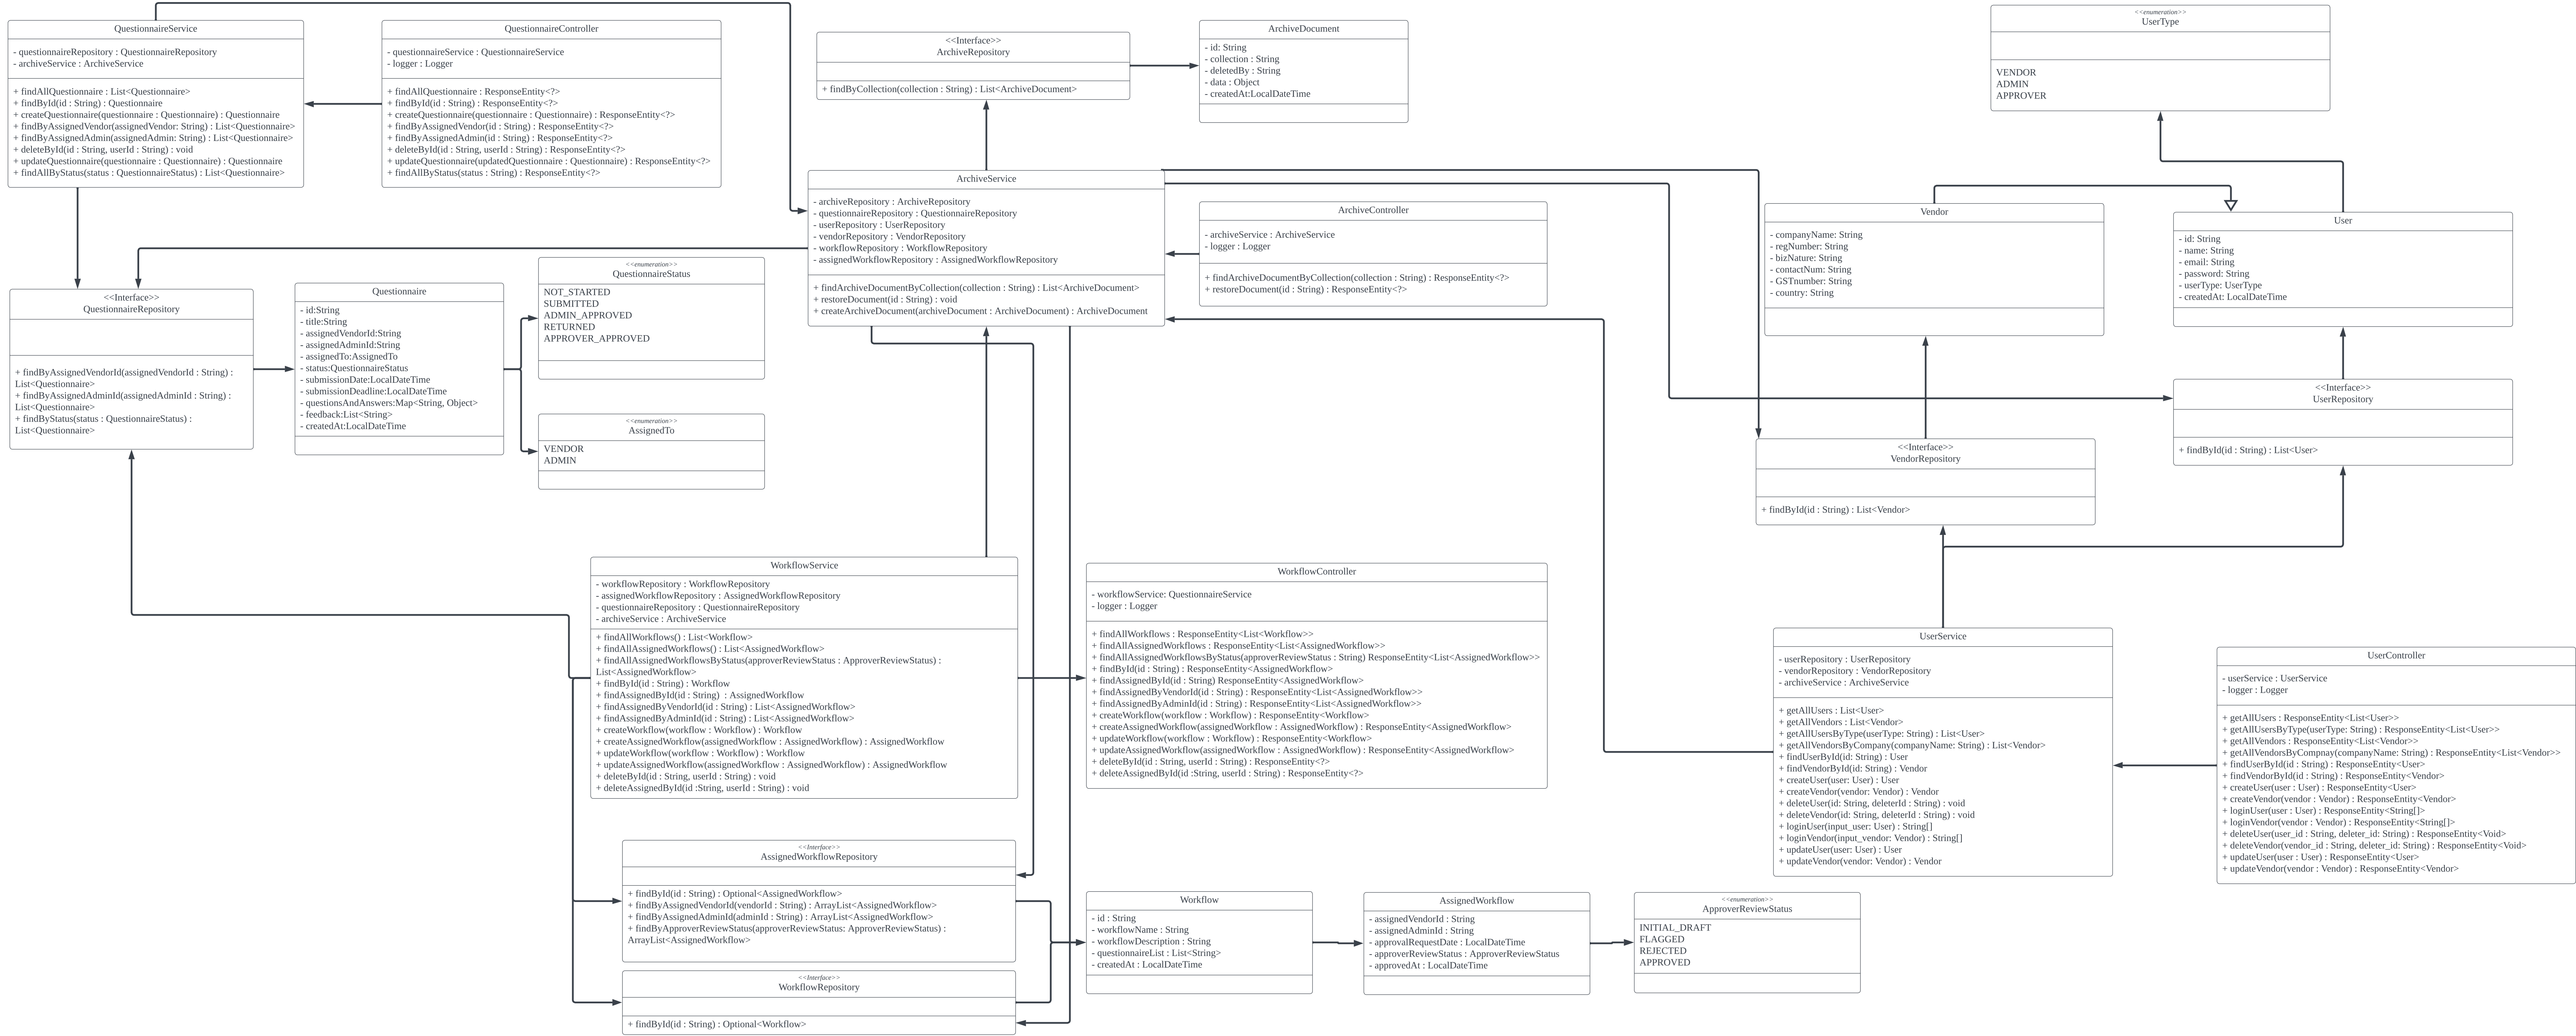 QuestionnaireService
- questionnaireRepository : QuestionnaireRepository
- archiveService : ArchiveService
+ findAllQuestionnaire : List<Questionnaire>
+ findById(id : String) : Questionnaire
+ createQuestionnaire(questionnaire : Questionnaire) : Questionnaire
+ findByAssignedVendor(assignedVendor: String) : List<Questionnaire>
+ findByAssignedAdmin(assignedAdmin: String) : List<Questionnaire>
+ deleteById(id : String, userId : String) : void
+ updateQuestionnaire(questionnaire : Questionnaire) : Questionnaire
+ findAllByStatus(status : QuestionnaireStatus) : List<Questionnaire>
QuestionnaireController
- questionnaireService : QuestionnaireService
- logger : Logger
+ findAllQuestionnaire : ResponseEntity<?>
+ findById(id : String) : ResponseEntity<?>
+ createQuestionnaire(questionnaire : Questionnaire) : ResponseEntity<?>
+ findByAssignedVendor(id : String) : ResponseEntity<?>
+ findByAssignedAdmin(id : String) : ResponseEntity<?>
+ deleteById(id : String, userId : String) : ResponseEntity<?>
+ updateQuestionnaire(updatedQuestionnaire : Questionnaire) : ResponseEntity<?>
+ findAllByStatus(status : String) : ResponseEntity<?>
<<Interface>>
ArchiveRepository
+ findByCollection(collection : String) : List<ArchiveDocument>
ArchiveDocument
- id: String
- collection : String
- deletedBy : String
- data : Object
- createdAt:LocalDateTime
<<enumeration>>
UserType
VENDOR
ADMIN
APPROVER
ArchiveService
- archiveRepository : ArchiveRepository
- questionnaireRepository : QuestionnaireRepository
- userRepository : UserRepository
- vendorRepository : VendorRepository
- workflowRepository : WorkflowRepository
- assignedWorkflowRepository : AssignedWorkflowRepository
+ findArchiveDocumentByCollection(collection : String) : List<ArchiveDocument>
+ restoreDocument(id : String) : void
+ createArchiveDocument(archiveDocument : ArchiveDocument) : ArchiveDocument
ArchiveController
- archiveService : ArchiveService
- logger : Logger
+ findArchiveDocumentByCollection(collection : String) : ResponseEntity<?>
+ restoreDocument(id : String) : ResponseEntity<?>
Vendor
- companyName: String
- regNumber: String
- bizNature: String
- contactNum: String
- GSTnumber: String
- country: String
User
- id: String
- name: String
- email: String
- password: String
- userType: UserType
- createdAt: LocalDateTime
<<Interface>>
QuestionnaireRepository
+ findByAssignedVendorId(assignedVendorId : String) :
List<Questionnaire>
+ findByAssignedAdminId(assignedAdminId : String) :
List<Questionnaire>
+ findByStatus(status : QuestionnaireStatus) :
List<Questionnaire>
Questionnaire
- id:String
- title:String
- assignedVendorId:String
- assignedAdminId:String
- assignedTo:AssignedTo
- status:QuestionnaireStatus
- submissionDate:LocalDateTime
- submissionDeadline:LocalDateTime
- questionsAndAnswers:Map<String, Object>
- feedback:List<String>
- createdAt:LocalDateTime
<<enumeration>>
QuestionnaireStatus
NOT_STARTED
SUBMITTED
ADMIN_APPROVED
RETURNED
APPROVER_APPROVED
<<enumeration>>
AssignedTo
VENDOR
ADMIN
<<Interface>>
VendorRepository
+ findById(id : String) : List<Vendor>
<<Interface>>
UserRepository
+ findById(id : String) : List<User>
WorkflowService
- workflowRepository : WorkflowRepository
- assignedWorkflowRepository : AssignedWorkflowRepository
- questionnaireRepository : QuestionnaireRepository
- archiveService : ArchiveService
+ findAllWorkflows() : List<Workflow>
+ findAllAssignedWorkflows() : List<AssignedWorkflow>
+ findAllAssignedWorkflowsByStatus(approverReviewStatus : ApproverReviewStatus) :
List<AssignedWorkflow>
+ findById(id : String) : Workflow
+ findAssignedById(id : String) : AssignedWorkflow
+ findAssignedByVendorId(id : String) : List<AssignedWorkflow>
+ findAssignedByAdminId(id : String) : List<AssignedWorkflow>
+ createWorkflow(workflow : Workflow) : Workflow
+ createAssignedWorkflow(assignedWorkflow : AssignedWorkflow) : AssignedWorkflow
+ updateWorkflow(workflow : Workflow) : Workflow
+ updateAssignedWorkflow(assignedWorkflow : AssignedWorkflow) : AssignedWorkflow
+ deleteById(id : String, userId : String) : void
+ deleteAssignedById(id :String, userId : String) : void
WorkflowController
- workflowService: QuestionnaireService
- logger : Logger
+ findAllWorkflows : ResponseEntity<List<Workflow>>
+ findAllAssignedWorkflows : ResponseEntity<List<AssignedWorkflow>>
+ findAllAssignedWorkflowsByStatus(approverReviewStatus : String) ResponseEntity<List<AssignedWorkflow>>
+ findById(id : String) : ResponseEntity<AssignedWorkflow>
+ findAssignedById(id : String) ResponseEntity<AssignedWorkflow>
+ findAssignedByVendorId(id : String) : ResponseEntity<List<AssignedWorkflow>>
+ findAssignedByAdminId(id : String) : ResponseEntity<List<AssignedWorkflow>>
+ createWorkflow(workflow : Workflow) : ResponseEntity<Workflow>
+ createAssignedWorkflow(assignedWorkflow : AssignedWorkflow) : ResponseEntity<AssignedWorkflow>
+ updateWorkflow(workflow : Workflow) : ResponseEntity<Workflow>
+ updateAssignedWorkflow(assignedWorkflow : AssignedWorkflow) : ResponseEntity<AssignedWorkflow>
+ deleteById(id : String, userId : String) : ResponseEntity<?>
+ deleteAssignedById(id :String, userId : String) : ResponseEntity<?>
UserService
- userRepository : UserRepository
- vendorRepository : VendorRepository
- archiveService : ArchiveService
+ getAllUsers : List<User>
+ getAllVendors : List<Vendor>
+ getAllUsersByType(userType: String) : List<User>
+ getAllVendorsByCompany(companyName: String) : List<Vendor>
+ findUserById(id: String) : User
+ findVendorById(id: String) : Vendor
+ createUser(user: User) : User
+ createVendor(vendor: Vendor) : Vendor
+ deleteUser(id: String, deleterId : String) : void
+ deleteVendor(id: String, deleterId : String) : void
+ loginUser(input_user: User) : String[]
+ loginVendor(input_vendor: Vendor) : String[]
+ updateUser(user: User) : User
+ updateVendor(vendor: Vendor) : Vendor
UserController
- userService : UserService
- logger : Logger
+ getAllUsers : ResponseEntity<List<User>>
+ getAllUsersByType(userType: String) : ResponseEntity<List<User>>
+ getAllVendors : ResponseEntity<List<Vendor>>
+ getAllVendorsByCompnay(companyName: String) : ResponseEntity<List<Vendor>>
+ findUserById(id : String) : ResponseEntity<User>
+ findVendorById(id : String) : ResponseEntity<Vendor>
+ createUser(user : User) : ResponseEntity<User>
+ createVendor(vendor : Vendor) : ResponseEntity<Vendor>
+ loginUser(user : User) : ResponseEntity<String[]>
+ loginVendor(vendor : Vendor) : ResponseEntity<String[]>
+ deleteUser(user_id : String, deleter_id: String) : ResponseEntity<Void>
+ deleteVendor(vendor_id : String, deleter_id: String) : ResponseEntity<Void>
+ updateUser(user : User) : ResponseEntity<User>
+ updateVendor(vendor : Vendor) : ResponseEntity<Vendor>
<<Interface>>
AssignedWorkflowRepository
+ findById(id : String) : Optional<AssignedWorkflow>
+ findByAssignedVendorId(vendorId : String) : ArrayList<AssignedWorkflow>
+ findByAssignedAdminId(adminId : String) : ArrayList<AssignedWorkflow>
+ findByApproverReviewStatus(approverReviewStatus: ApproverReviewStatus) :
ArrayList<AssignedWorkflow>
<<Interface>>
WorkflowRepository
+ findById(id : String) : Optional<Workflow>
Workflow
- id : String
- workflowName : String
- workflowDescription : String
- questionnaireList : List<String>
- createdAt : LocalDateTime
AssignedWorkflow
- assignedVendorId : String
- assignedAdminId : String
- approvalRequestDate : LocalDateTime
- approverReviewStatus : ApproverReviewStatus
- approvedAt : LocalDateTime
<<enumeration>>
ApproverReviewStatus
INITIAL_DRAFT
FLAGGED
REJECTED
APPROVED